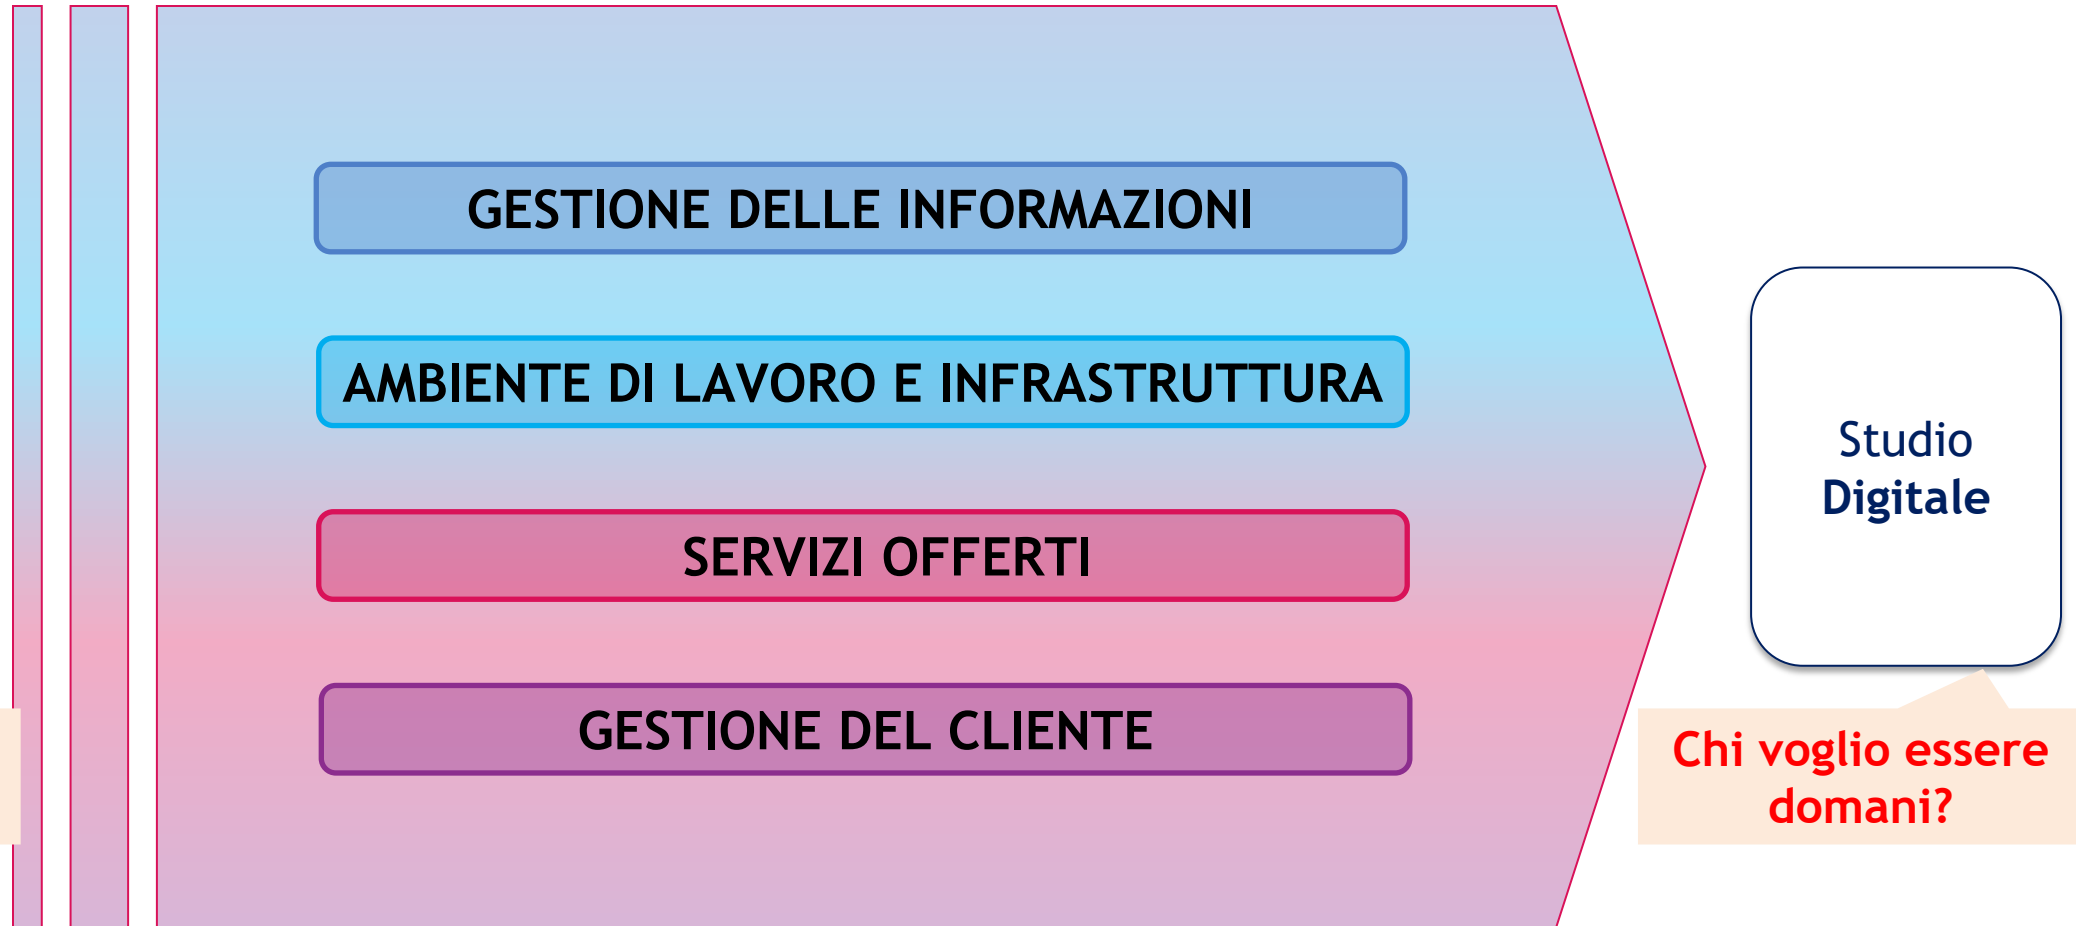 GESTIONE DELLE INFORMAZIONI
AMBIENTE DI LAVORO E INFRASTRUTTURA
SERVIZI OFFERTI
GESTIONE DEL CLIENTE
Studio
Digitale
Chi voglio essere
domani?